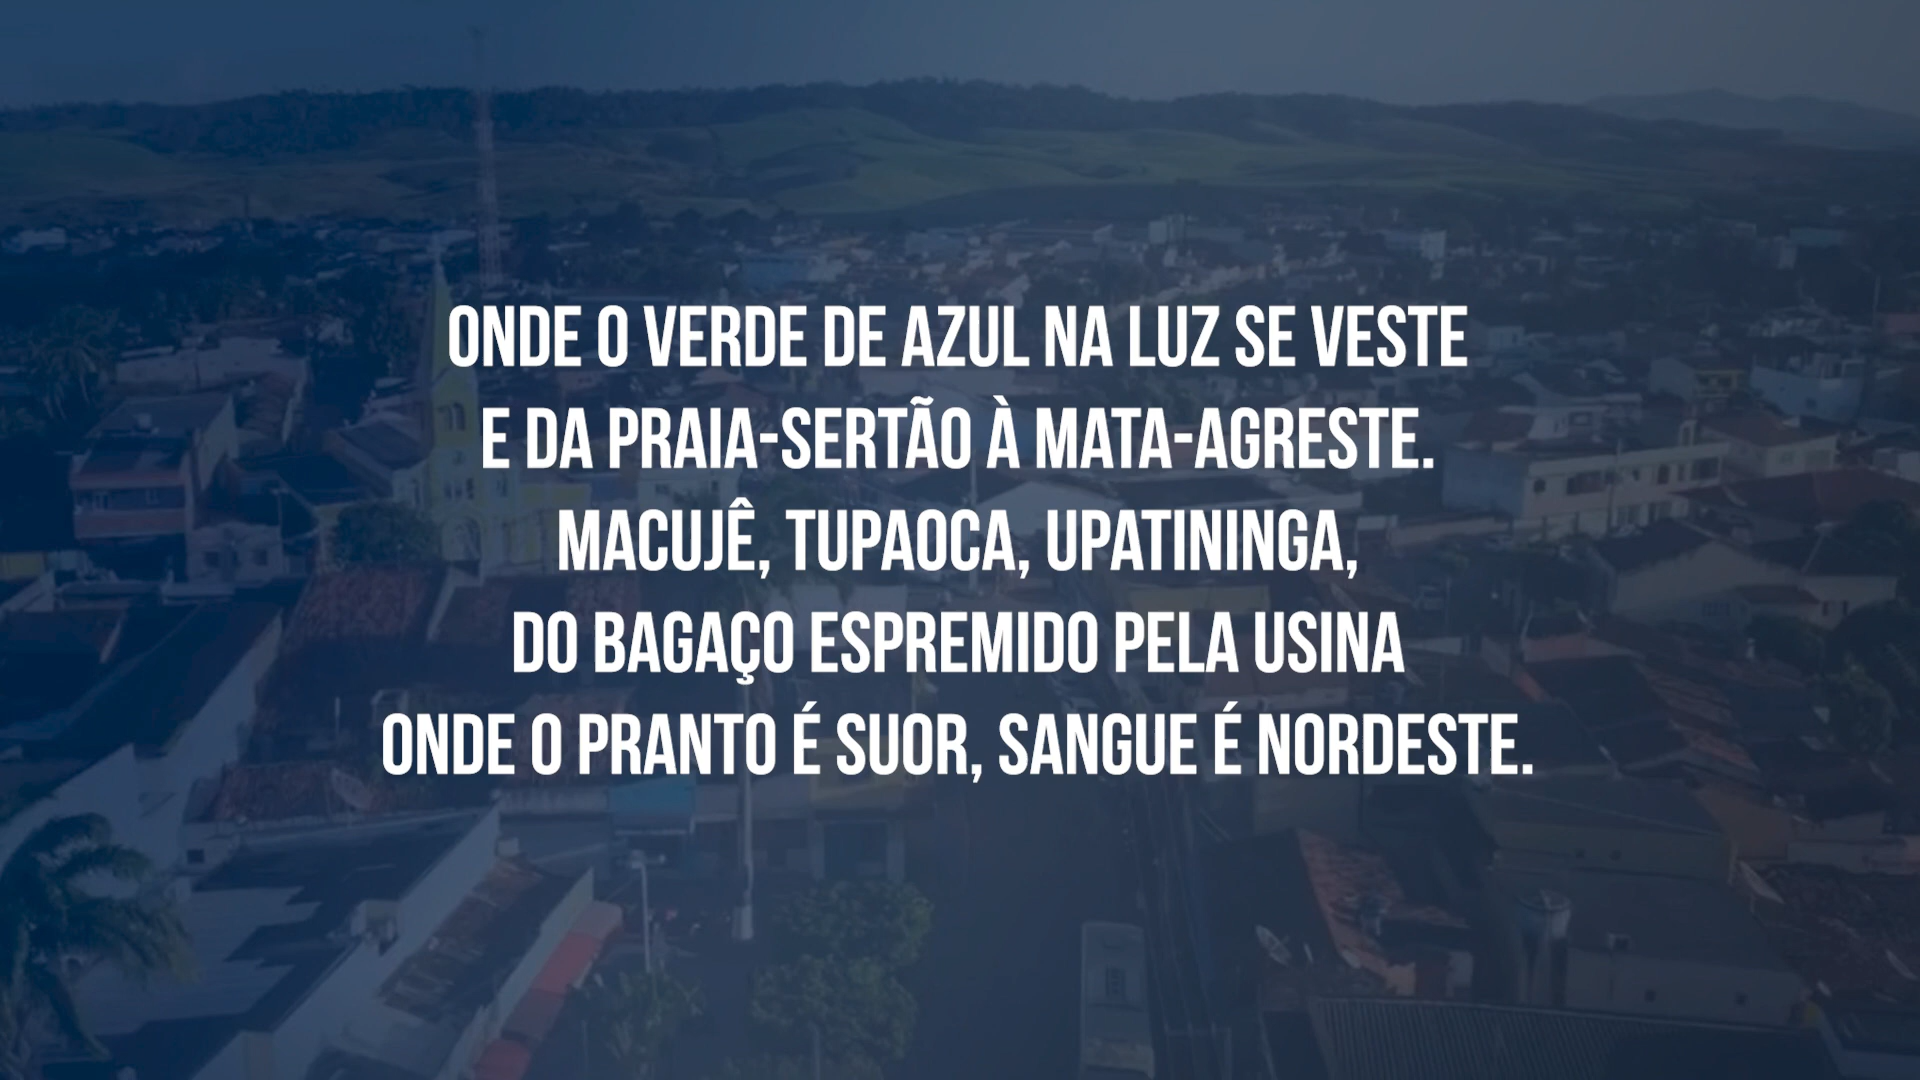 ONDE O VERDE DE AZUL NA LUZ SE VESTE
E DA PRAIA-SERTÃO À MATA-AGRESTE.
MACUJÊ, TUPAOCA, UPATININGA,
DO BAGAÇO ESPREMIDO PELA USINA
ONDE O PRANTO É SUOR, SANGUE É NORDESTE.